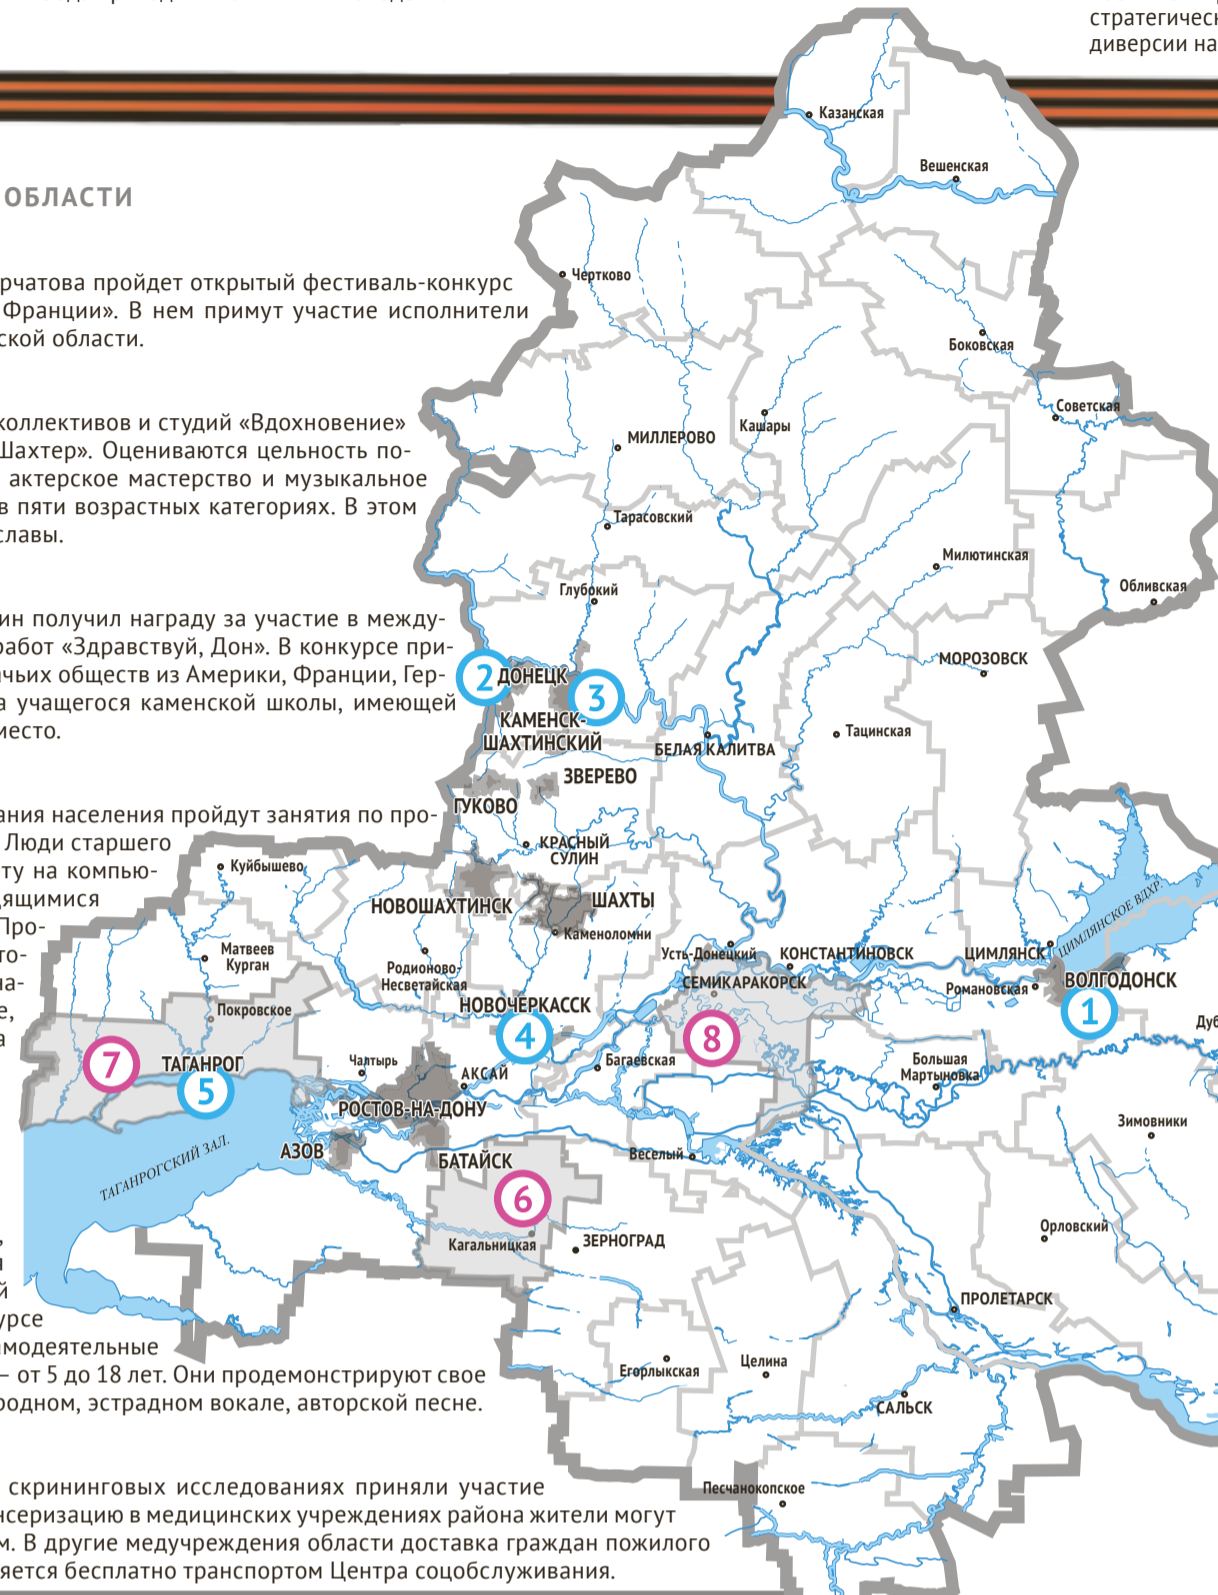 стратегическ
диверсии на
ОБЛАСТИ
рчатова пройдет открытый фестиваль-конкурс
Франции». В нем примут участие исполнители
ской области.
коллективов и студий «Вдохновение»
Шахтер». Оцениваются цельность по-
актерское мастерство и музыкальное
в пяти возрастных категориях. В этом
славы.
ин получил награду за участие в между-
работ «Здравствуй, Дон». В конкурсе при-
чьих обществ из Америки, Франции, Гер-
а учащегося каменской школы, имеющей
место.
ания населения пройдут занятия по про-
Люди старшего
ту на компью-
ящимися
Про-
то-
на-
е,
а
й
урсе
модеятельные
– от 5 до 18 лет. Они продемонстрируют свое
родном, эстрадном вокале, авторской песне.
скрининговых исследованиях приняли участие
нсеризацию в медицинских учреждениях района жители могут
м. В другие медучреждения области доставка граждан пожилого
яется бесплатно транспортом Центра соцобслуживания.
Казанская
Вешенская
Чертково
Боковская
Советская
Кашары
МИЛЛЕРОВО
Тарасовский
Милютинская
Обливская
Глубокий
МОРОЗОВСК
2
ДОНЕЦК
3
КАМЕНСК-
ШАХТИНСКИЙ
БЕЛАЯ КАЛИТВА
Тацинская
ЗВЕРЕВО
ГУКОВО
КРАСНЫЙ
СУЛИН
Куйбышево
НОВОШАХТИНСК
ШАХТЫ
Каменоломни
Матвеев
Курган
Родионово-
Несветайская
Усть-Донецкий
КОНСТАНТИНОВСК
ЦИМЛЯНСК
ЦИМЛЯНСКОЕ ВДХР.
СЕМИКАРАКОРСК
Романовская
ВОЛГОДОНСК
1
Покровское
НОВОЧЕРКАССК
4
8
Дуб
7
ТАГАНРОГ
5
Чалтырь
АКСАЙ
Багаевская
Большая
Мартыновка
РОСТОВ-НА-ДОНУ
Зимовники
ТАГАНРОГСКИЙ ЗАЛ.
АЗОВ
БАТАЙСК
Веселый
6
Кагальницкая
ЗЕРНОГРАД
Орловский
ПРОЛЕТАРСК
Егорлыкская
Целина
САЛЬСК
Песчанокопское